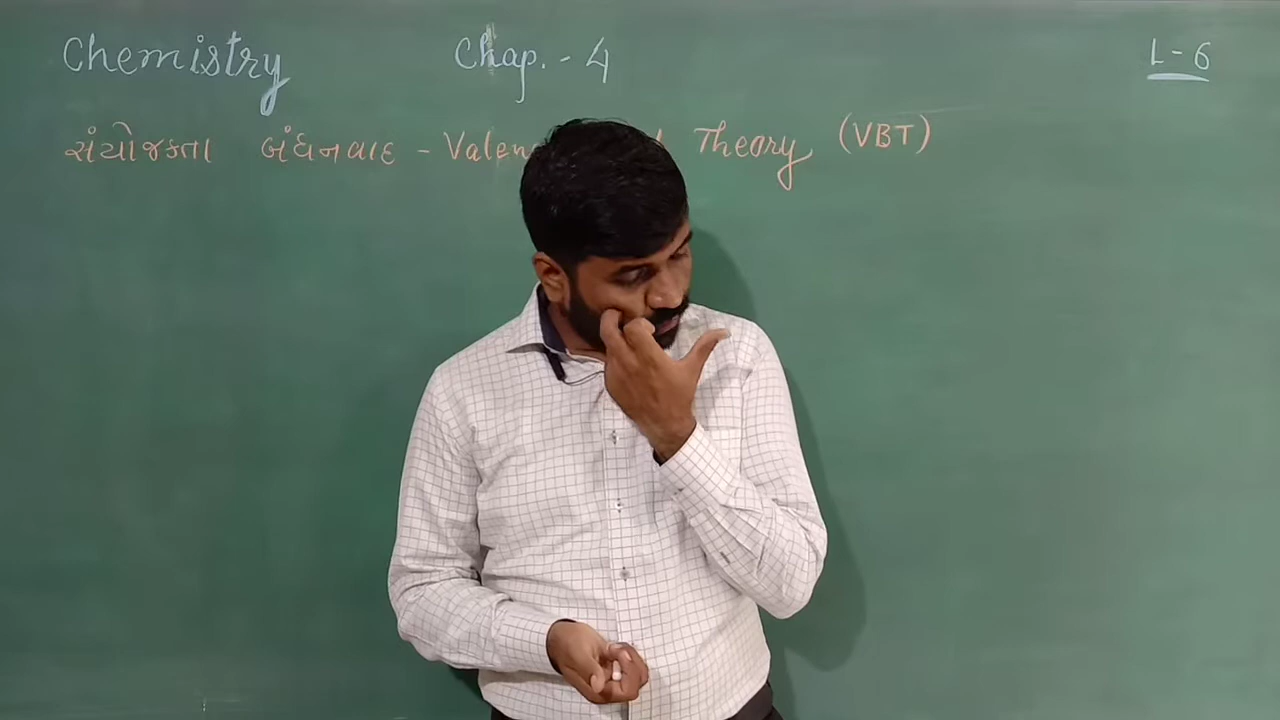 Chemistry Chap. - 4 L - 6
સંયોજકતા બંધનવાદ - Valen Theory (VBT)